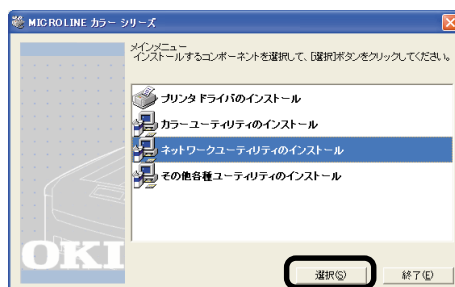 MICROLINE カラー シリーズ
メインメニュー
インストールするコンポーネントを選択して、[選択]ボタンをクリックしてください。
プリンタ ドライバのインストール
カラーユーティリティのインストール
ネットワークユーティリティのインストール
その他各種ユーティリティのインストール
OKI
選択(S)
終了(E)